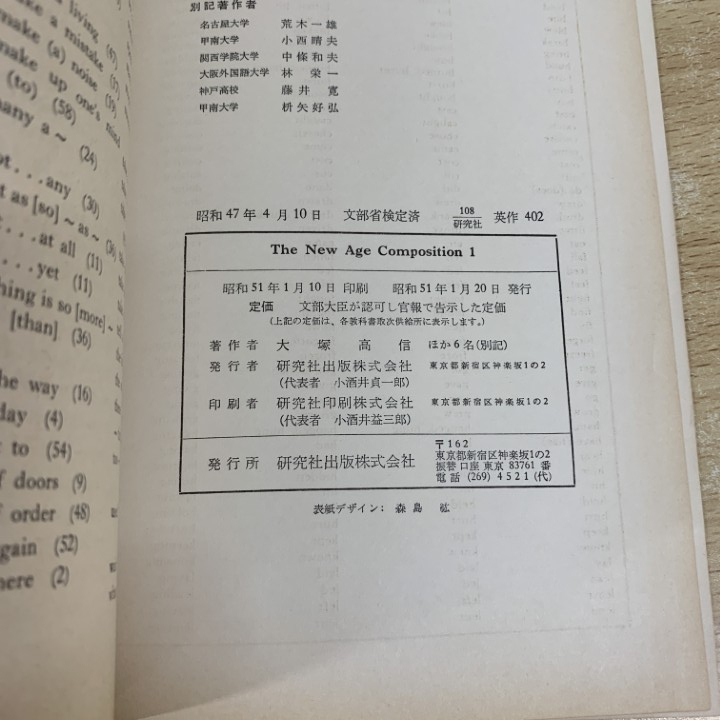 living, (67)
make a mistake
make (a) noise (19)
make up one's mind
(to) (58)
many a ~ (24)
not...any (30)
not as [so] ~ as ~ (36)
...at all (11)
...yet (11)
thing is so [more] ~
[than] (36)
the way (16)
day (4)
to (54)
of doors (9)
of order (48)
again (52)
here (2)
別記著作者
名古屋大学 荒木一雄
甲南大学 小西晴夫
関西学院大学 中條和夫
大阪外国語大学 林 栄一
神戸高校 藤井 寛
甲南大学 枡矢好弘
昭和47年4月10日 文部省検定済 108 研究社 英作 402
The New Age Composition 1
昭和51年1月10日 印刷 昭和51年1月20日 発行
定価 文部大臣が認可し官報で告示した定価
(上記の定価は、各教科書取次供給所に表示します。)
著作者 大塚高信 ほか6名(別記)
発行者 研究社出版株式会社 東京都新宿区神楽坂1の2
(代表者 小酒井貞一郎)
印刷者 研究社印刷株式会社 東京都新宿区神楽坂1の2
(代表者 小酒井益三郎)
発行所 研究社出版株式会社
〒162
東京都新宿区神楽坂1の2
振替口座 東京 83761 番
電話 (269) 4521(代)
表紙デザイン: 森島 紘